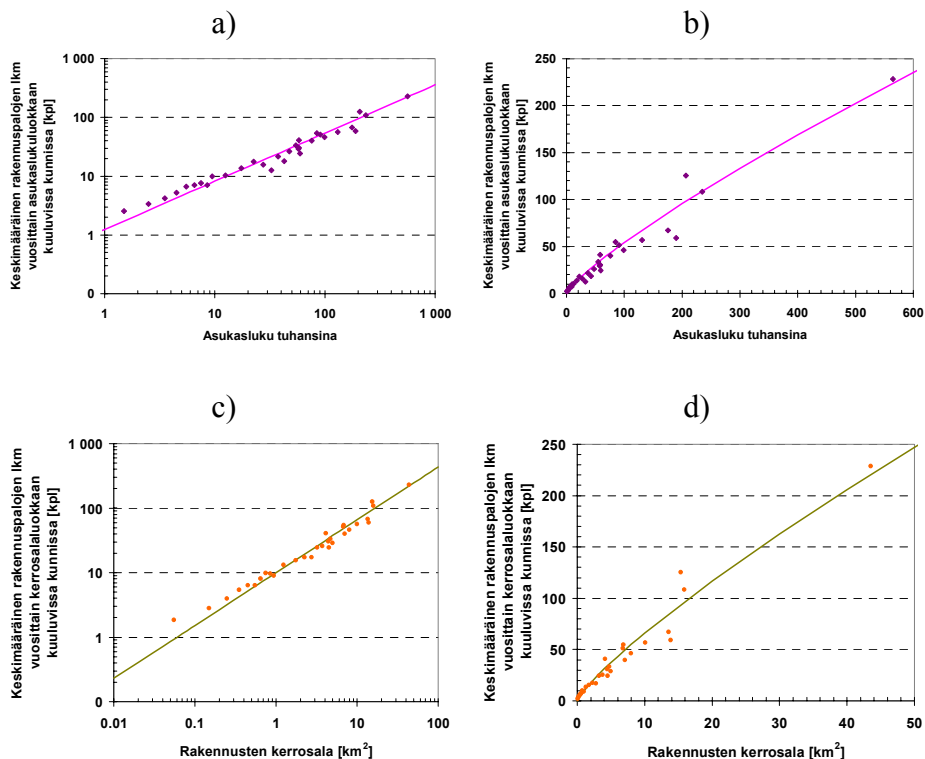 a)
Keskimääräinen rakennuspalojen lkm
vuosittain asukaslukuluokkaan
kuuluvissa kunnissa [kpl]
1 000
100
10
1
0
1
10
100
1 000
Asukasluku tuhansina
b)
Keskimääräinen rakennuspalojen lkm
vuosittain asukaslukuluokkaan
kuuluvissa kunnissa [kpl]
250
200
150
100
50
0
0
100
200
300
400
500
600
Asukasluku tuhansina
c)
Keskimääräinen rakennuspalojen lkm
vuosittain kerrosalaluokkaan
kuuluvissa kunnissa [kpl]
1 000
100
10
1
0
0.01
0.1
1
10
100
Rakennusten kerrosala [km²]
d)
Keskimääräinen rakennuspalojen lkm
vuosittain kerrosalaluokkaan
kuuluvissa kunnissa [kpl]
250
200
150
100
50
0
0
10
20
30
40
50
Rakennusten kerrosala [km²]